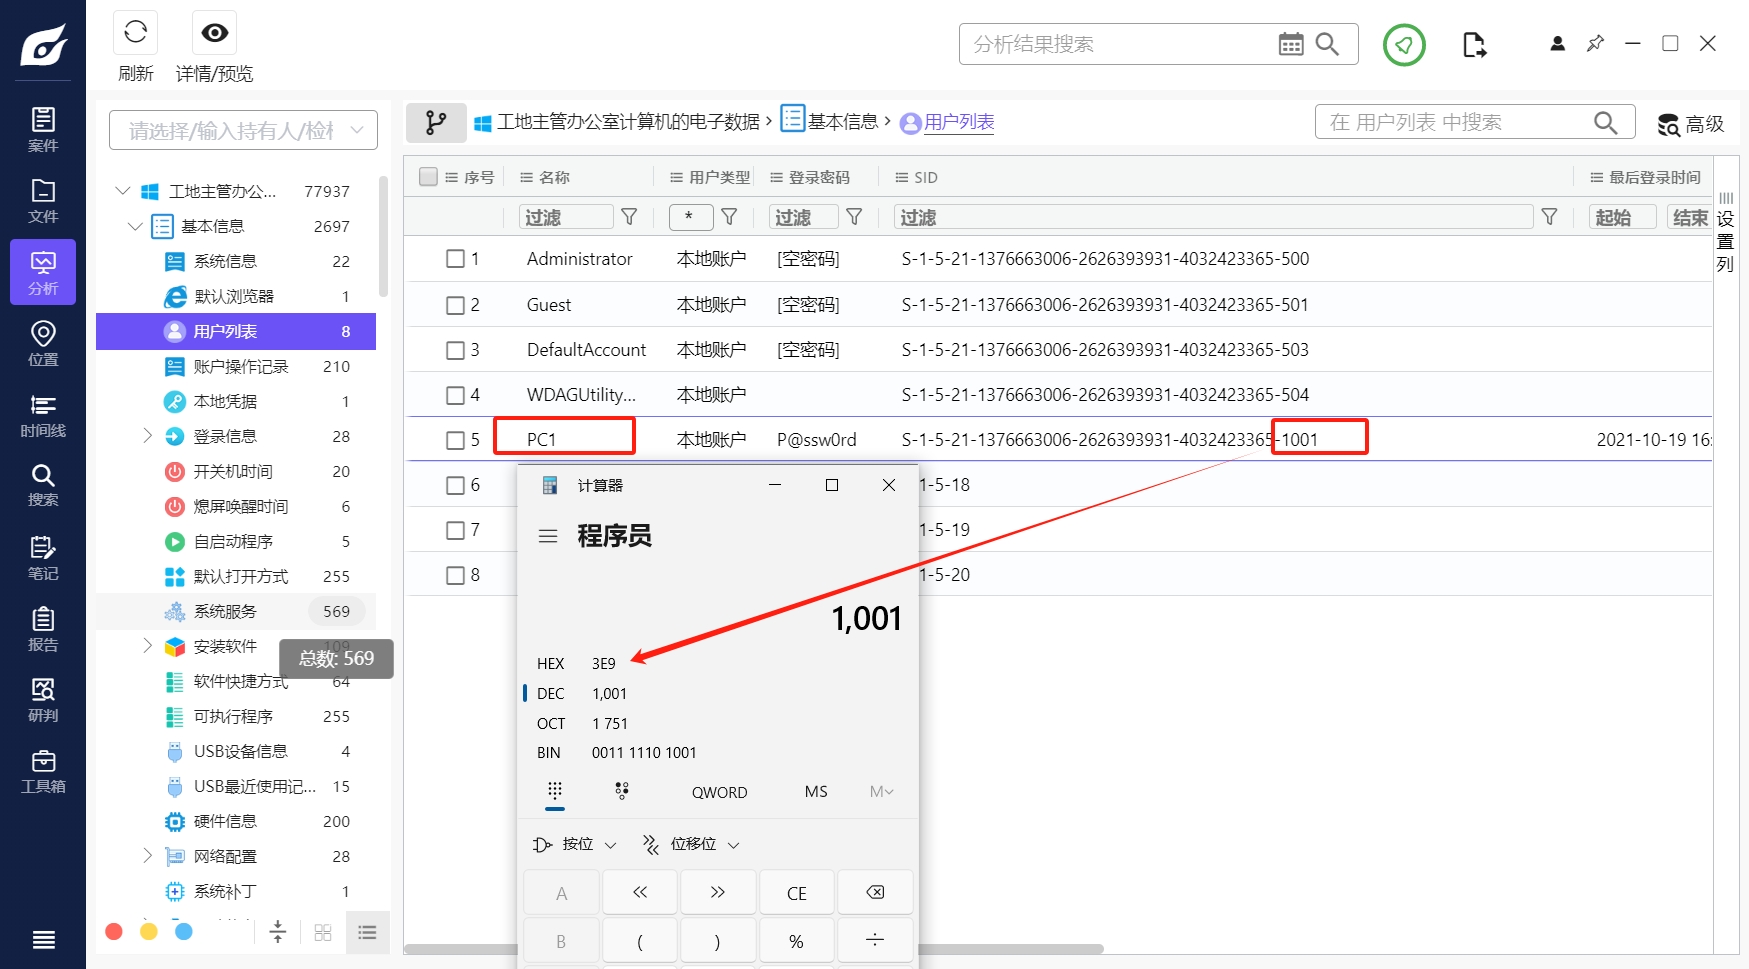 刷新
详情/预览
分析结果搜索
案件
文件
分析
位置
时间线
搜索
笔记
报告
研判
工具箱
请选择/输入持有人/检材
工地主管办公... 77937
基本信息 2697
系统信息 22
默认浏览器 1
用户列表 8
账户操作记录 210
本地凭据 1
登录信息 28
开关机时间 20
熄屏唤醒时间 6
自启动程序 5
默认打开方式 255
系统服务 569
安装软件 109
总数: 569
软件快捷方式 64
可执行程序 255
USB设备信息 4
USB最近使用记... 15
硬件信息 200
网络配置 28
系统补丁 1
工地主管办公室计算机的电子数据 › 基本信息 › 用户列表
在 用户列表 中搜索
高级
序号 名称 用户类型 登录密码 SID 最后登录时间
过滤 * 过滤 过滤 起始 结束
设置列
1 Administrator 本地账户 [空密码] S-1-5-21-1376663006-2626393931-4032423365-500
2 Guest 本地账户 [空密码] S-1-5-21-1376663006-2626393931-4032423365-501
3 DefaultAccount 本地账户 [空密码] S-1-5-21-1376663006-2626393931-4032423365-503
4 WDAGUtility... 本地账户 S-1-5-21-1376663006-2626393931-4032423365-504
5 PC1 本地账户 P@ssw0rd S-1-5-21-1376663006-2626393931-4032423365-1001 2021-10-19 16:
6 1-5-18
7 1-5-19
8 1-5-20
计算器
程序员
1,001
HEX 3E9
DEC 1,001
OCT 1 751
BIN 0011 1110 1001
QWORD MS M
按位 位移位
A « » CE
B ( ) % ÷